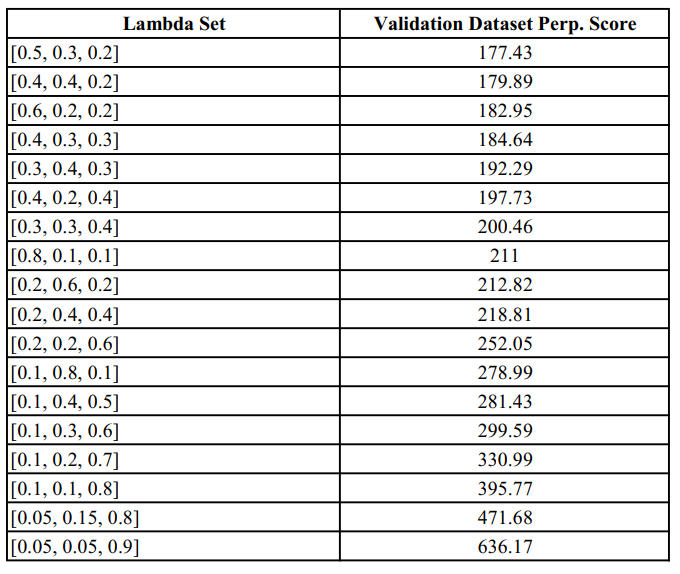 Lambda Set Validation Dataset Perp. Score
[0.5, 0.3, 0.2] 177.43
[0.4, 0.4, 0.2] 179.89
[0.6, 0.2, 0.2] 182.95
[0.4, 0.3, 0.3] 184.64
[0.3, 0.4, 0.3] 192.29
[0.4, 0.2, 0.4] 197.73
[0.3, 0.3, 0.4] 200.46
[0.8, 0.1, 0.1] 211
[0.2, 0.6, 0.2] 212.82
[0.2, 0.4, 0.4] 218.81
[0.2, 0.2, 0.6] 252.05
[0.1, 0.8, 0.1] 278.99
[0.1, 0.4, 0.5] 281.43
[0.1, 0.3, 0.6] 299.59
[0.1, 0.2, 0.7] 330.99
[0.1, 0.1, 0.8] 395.77
[0.05, 0.15, 0.8] 471.68
[0.05, 0.05, 0.9] 636.17